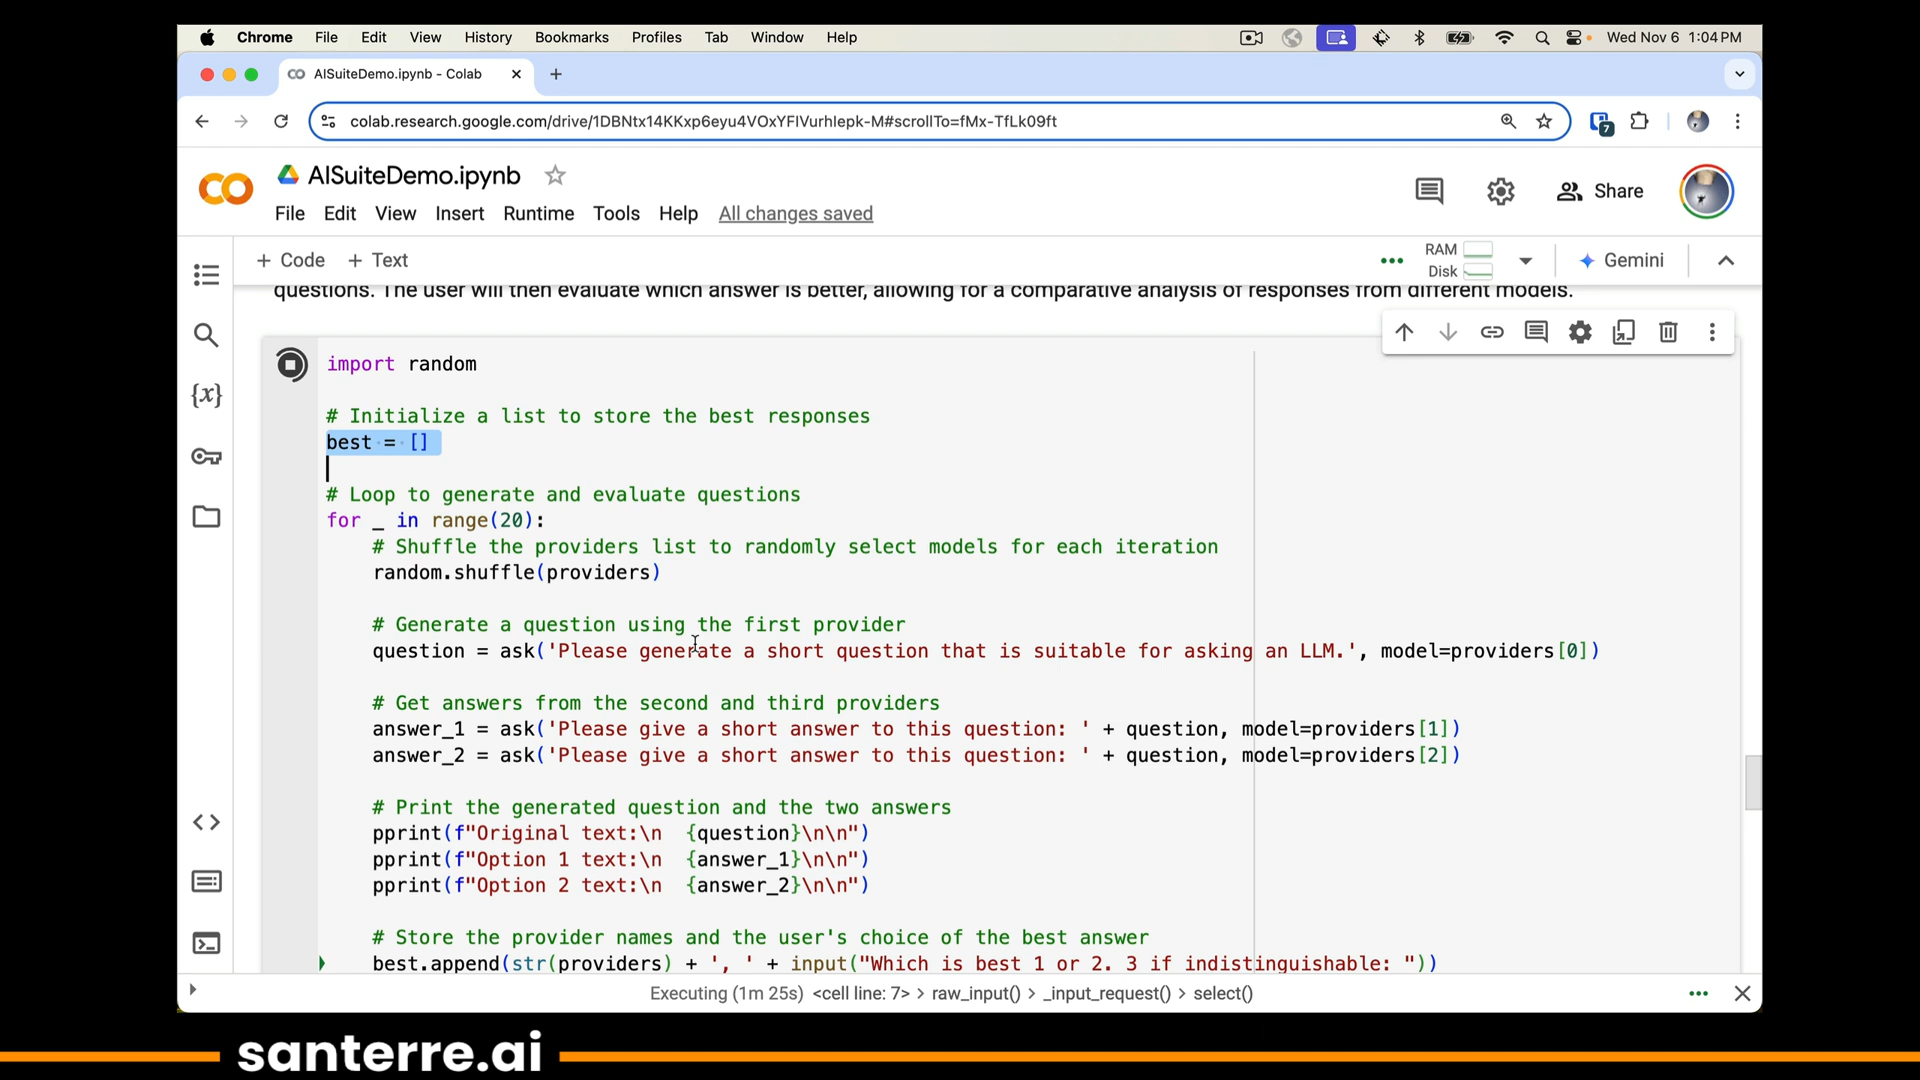 Chrome File Edit View History Bookmarks Profiles Tab Window Help Wed Nov 6 1:04 PM
AISuiteDemo.ipynb - Colab
colab.research.google.com/drive/1DBNtx14KKxp6eyu4VOxYFIVurhIepk-M#scrollTo=fMx-TfLk09ft 7
AISuiteDemo.ipynb
File Edit View Insert Runtime Tools Help All changes saved
Share
+ Code + Text
RAM
Disk
Gemini
questions. The user will then evaluate which answer is better, allowing for a comparative analysis of responses from different models.
import random
# Initialize a list to store the best responses
best = []
# Loop to generate and evaluate questions
for _ in range(20):
# Shuffle the providers list to randomly select models for each iteration
random.shuffle(providers)
# Generate a question using the first provider
question = ask('Please generate a short question that is suitable for asking an LLM.', model=providers[0])
# Get answers from the second and third providers
answer_1 = ask('Please give a short answer to this question: ' + question, model=providers[1])
answer_2 = ask('Please give a short answer to this question: ' + question, model=providers[2])
# Print the generated question and the two answers
pprint(f"Original text:\n  {question}\n\n")
pprint(f"Option 1 text:\n  {answer_1}\n\n")
pprint(f"Option 2 text:\n  {answer_2}\n\n")
# Store the provider names and the user's choice of the best answer
best.append(str(providers) + ', ' + input("Which is best 1 or 2. 3 if indistinguishable: "))
Executing (1m 25s) <cell line: 7> > raw_input() > _input_request() > select()
santerre.ai